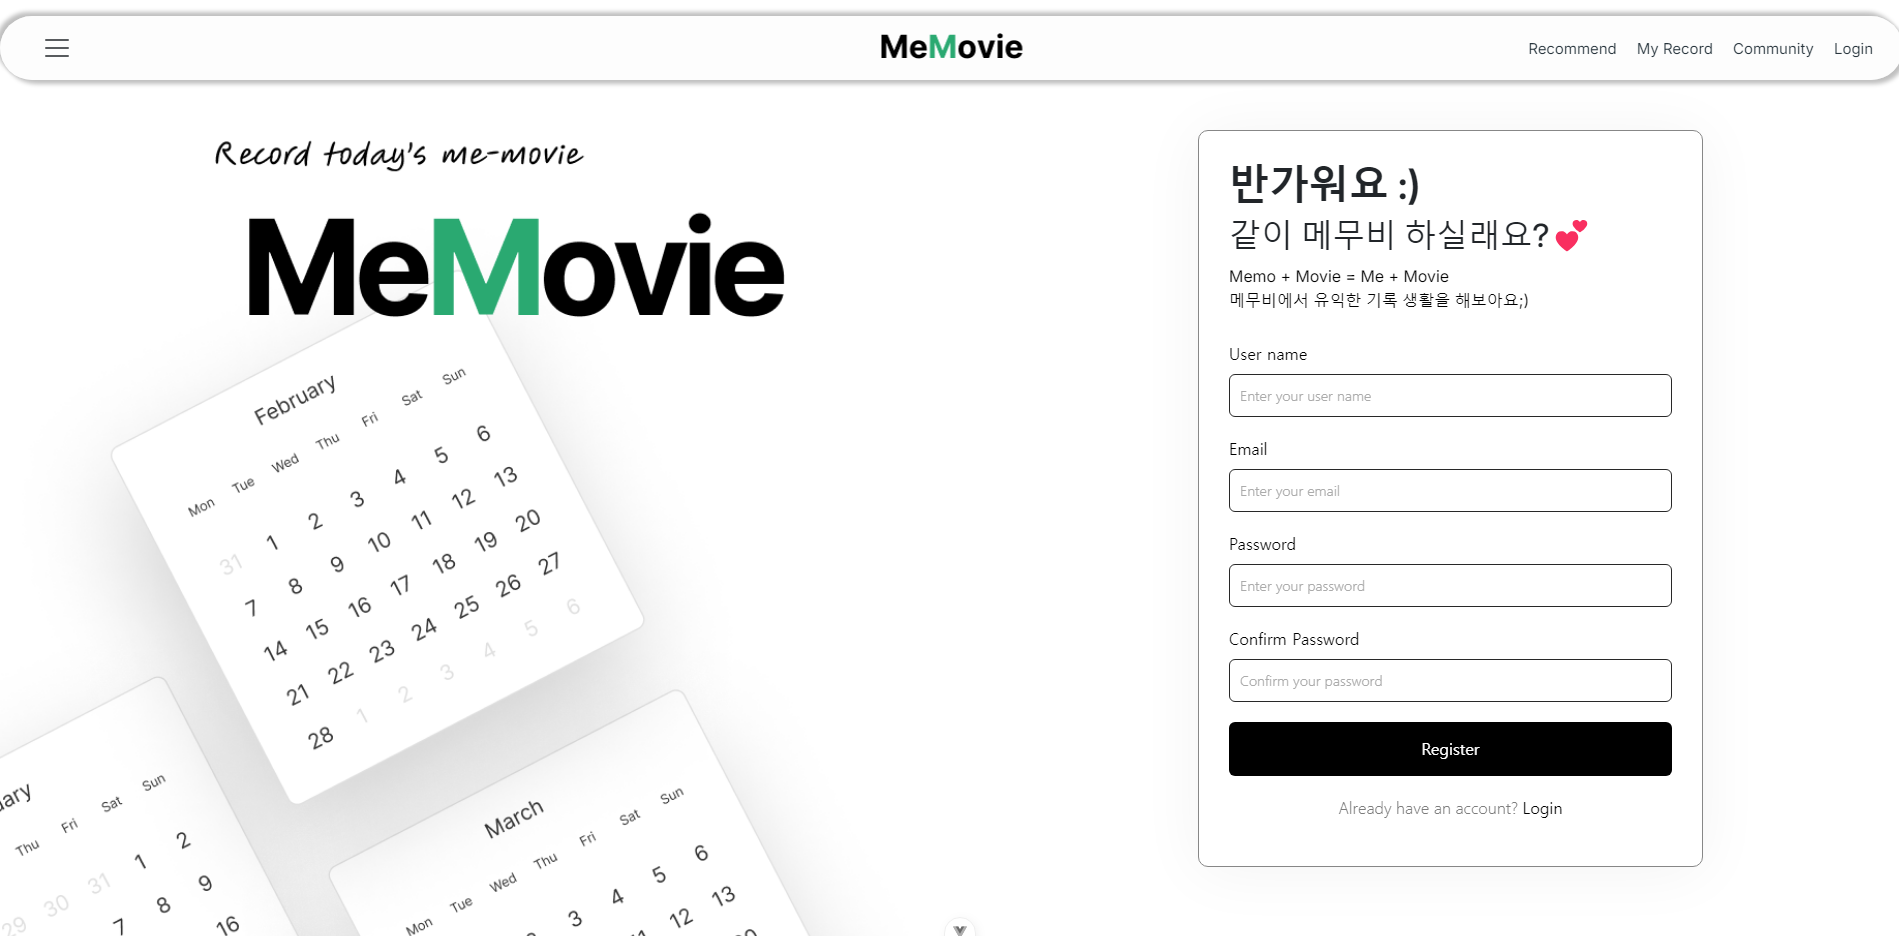 MeMovie
Recommend My Record Community Login
Record today's me-movie
MeMovie
February
Mon Tue Wed Thu Fri Sat Sun
31 1 2 3 4 5 6
7 8 9 10 11 12 13
14 15 16 17 18 19 20
21 22 23 24 25 26 27
28 1 2 3 4 5 6
Thu Fri Sat Sun
29 30 31 1 2
7 8 9
16
March
Mon Tue Wed Thu Fri Sat Sun
3 4 5 6
12 13
반가워요 :)
같이 메무비 하실래요?💕
Memo + Movie = Me + Movie
메무비에서 유익한 기록 생활을 해보아요;)
User name
Enter your user name
Email
Enter your email
Password
Enter your password
Confirm Password
Confirm your password
Register
Already have an account? Login